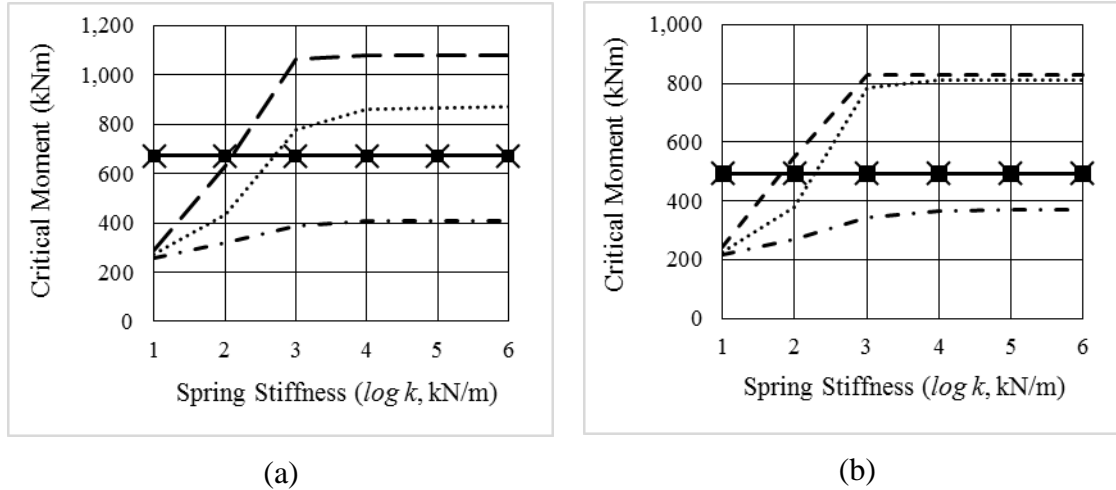 1,200
1,000
800
600
400
200
0
Critical Moment (kNm)
1 2 3 4 5 6
Spring Stiffness (log k, kN/m)
(a)
1,000
800
600
400
200
0
Critical Moment (kNm)
1 2 3 4 5 6
Spring Stiffness (log k, kN/m)
(b)